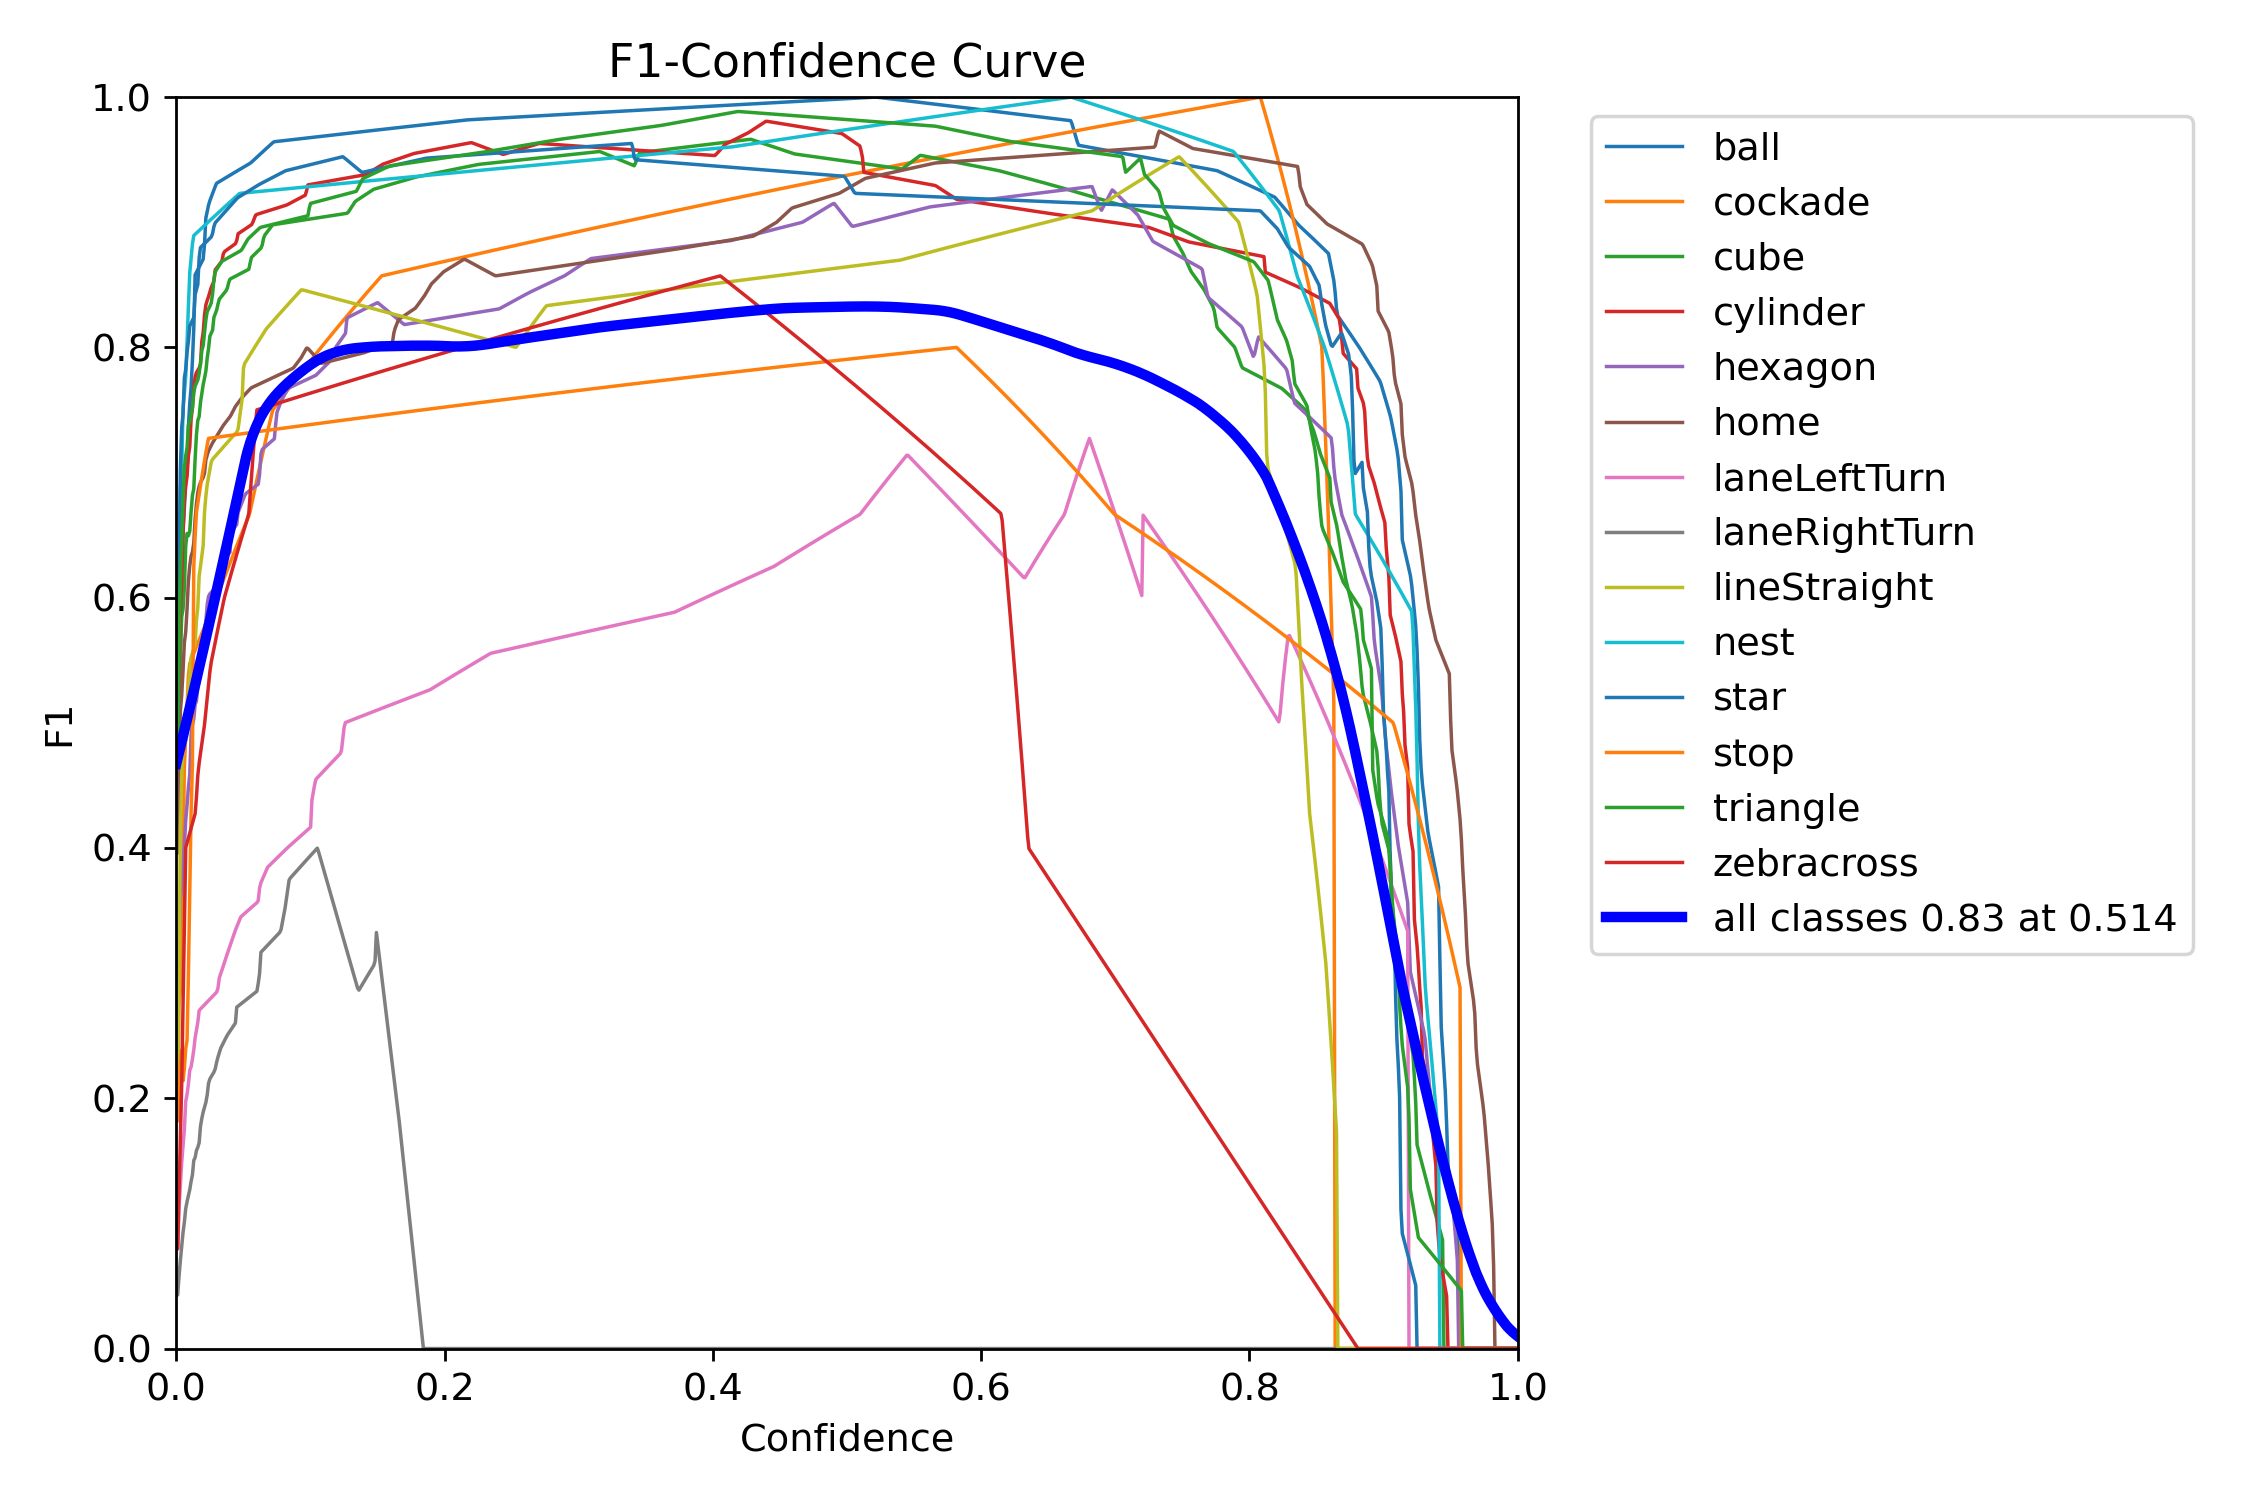 F1-Confidence Curve
1.0
0.8
0.6
0.4
0.2
0.0
F1
0.0 0.2 0.4 0.6 0.8 1.0
Confidence
ball
cockade
cube
cylinder
hexagon
home
laneLeftTurn
laneRightTurn
lineStraight
nest
star
stop
triangle
zebracross
all classes 0.83 at 0.514